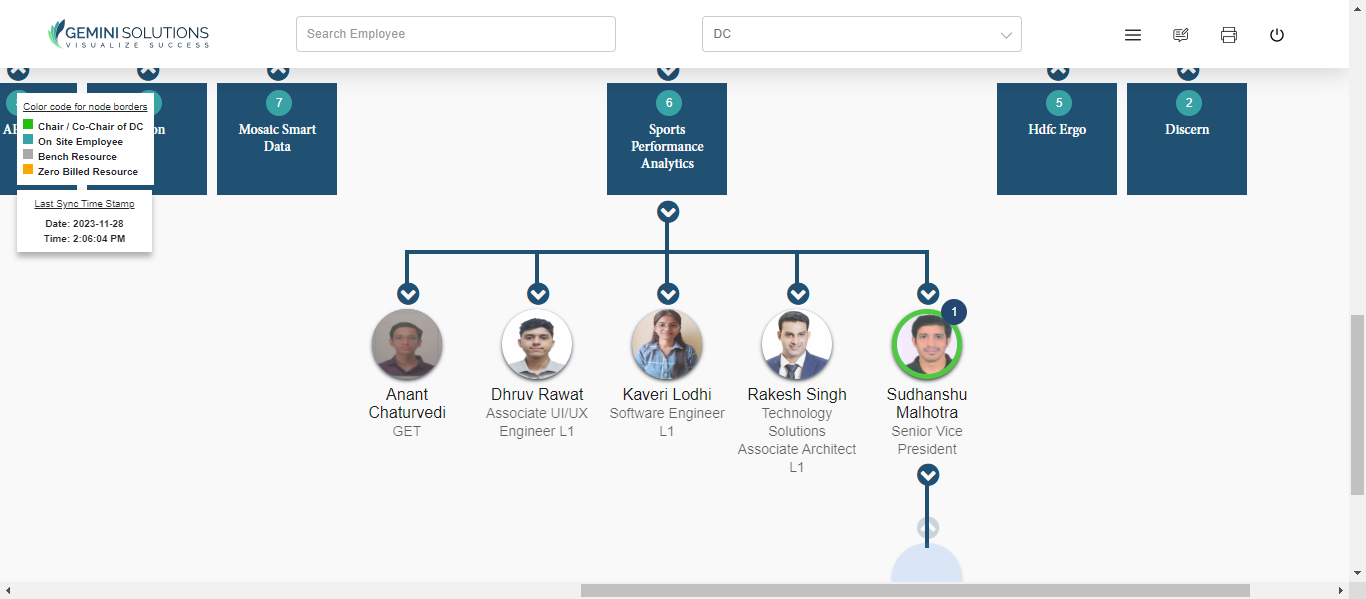 GEMINI SOLUTIONS
VISUALIZE SUCCESS
Search Employee
DC
7
Mosaic Smart
Data
6
Sports
Performance
Analytics
5
Hdfc Ergo
2
Discern
Color code for node borders
Chair / Co-Chair of DC
On Site Employee
Bench Resource
Zero Billed Resource
Last Sync Time Stamp
Date: 2023-11-28
Time: 2:06:04 PM
Anant
Chaturvedi
GET
Dhruv Rawat
Associate UI/UX
Engineer L1
Kaveri Lodhi
Software Engineer
L1
Rakesh Singh
Technology
Solutions
Associate Architect
L1
1
Sudhanshu
Malhotra
Senior Vice
President